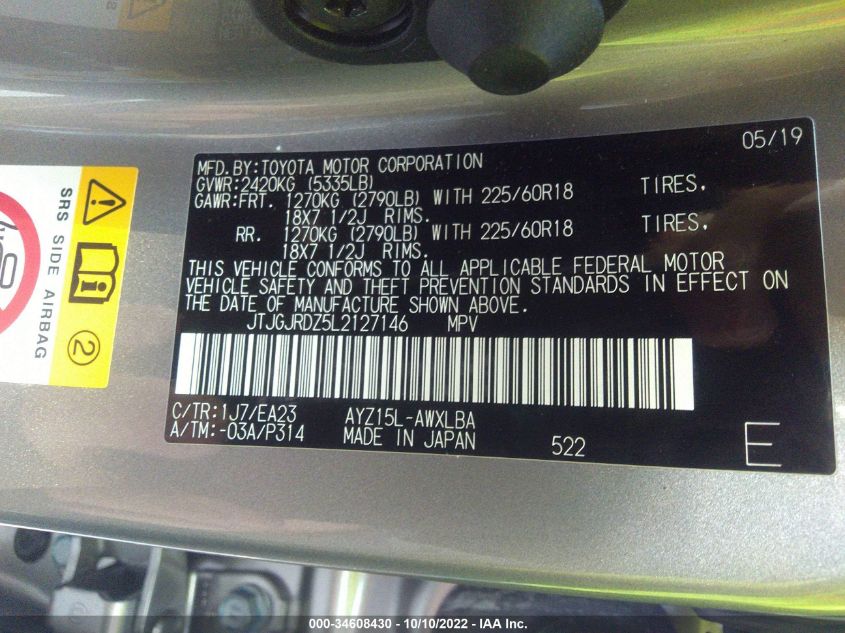 05/19
MFD.BY:TOYOTA MOTOR CORPORATION
GVWR:2420KG (5335LB)
GAWR:FRT. 1270KG (2790LB) WITH 225/60R18 TIRES,
18X7 1/2J RIMS.
RR. 1270KG (2790LB) WITH 225/60R18 TIRES,
18X7 1/2J RIMS.
THIS VEHICLE CONFORMS TO ALL APPLICABLE FEDERAL MOTOR
VEHICLE SAFETY AND THEFT PREVENTION STANDARDS IN EFFECT ON
THE DATE OF MANUFACTURE SHOWN ABOVE.
JTJGJRDZ5L2127146 MPV
C/TR:1J7/EA23 AYZ15L-AWXLBA
A/TM:-03A/P314 MADE IN JAPAN 522 E
SRS SIDE AIRBAG
2
000-34608430 - 10/10/2022 - IAA Inc.